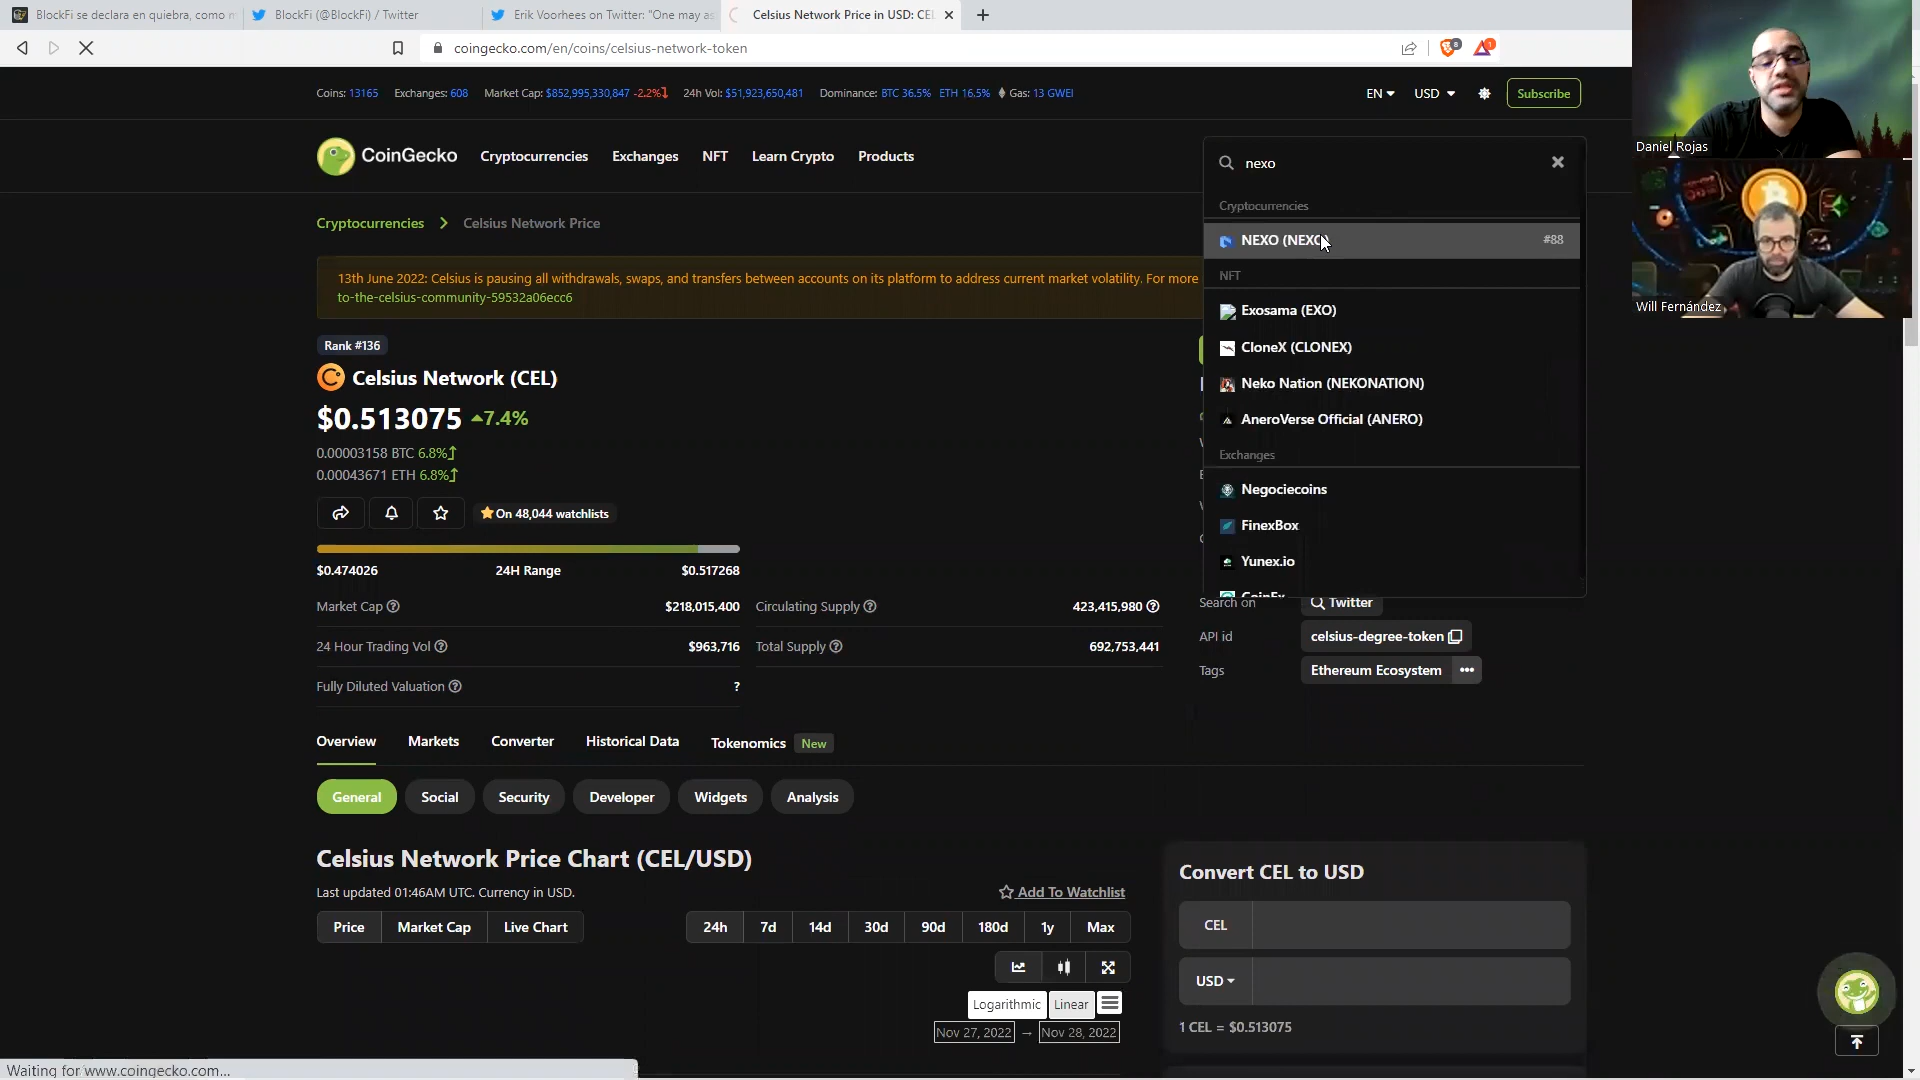 BlockFi se declara en quiebra, como
BlockFi (@BlockFi) / Twitter
Erik Voorhees on Twitter: "One may as
Celsius Network Price in USD: CEL
coingecko.com/en/coins/celsius-network-token
8
1
Coins: 13165 Exchanges: 608 Market Cap: $852,995,330,847 -2.2% 24h Vol: $51,923,650,481 Dominance: BTC 36.5% ETH 16.5% Gas: 13 GWEI
EN USD Subscribe
CoinGecko
Cryptocurrencies Exchanges NFT Learn Crypto Products
nexo
Cryptocurrencies
NEXO (NEXO) #88
NFT
Exosama (EXO)
CloneX (CLONEX)
Neko Nation (NEKONATION)
AneroVerse Official (ANERO)
Exchanges
Negociecoins
FinexBox
Yunex.io
CoinEx
Daniel Rojas
Will Fernández
Cryptocurrencies Celsius Network Price
13th June 2022: Celsius is pausing all withdrawals, swaps, and transfers between accounts on its platform to address current market volatility. For more
to-the-celsius-community-59532a06ecc6
Rank #136
Celsius Network (CEL)
$0.513075 7.4%
0.00003158 BTC 6.8%
0.00043671 ETH 6.8%
On 48,044 watchlists
$0.474026 24H Range $0.517268
Market Cap $218,015,400
24 Hour Trading Vol $963,716
Fully Diluted Valuation ?
Circulating Supply 423,415,980
Total Supply 692,753,441
Search on Twitter
API id celsius-degree-token
Tags Ethereum Ecosystem
Overview Markets Converter Historical Data Tokenomics New
General Social Security Developer Widgets Analysis
Celsius Network Price Chart (CEL/USD)
Last updated 01:46AM UTC. Currency in USD.
Add To Watchlist
Price Market Cap Live Chart
24h 7d 14d 30d 90d 180d 1y Max
Logarithmic Linear
Nov 27, 2022 → Nov 28, 2022
Convert CEL to USD
CEL
USD
1 CEL = $0.513075
Waiting for www.coingecko.com...